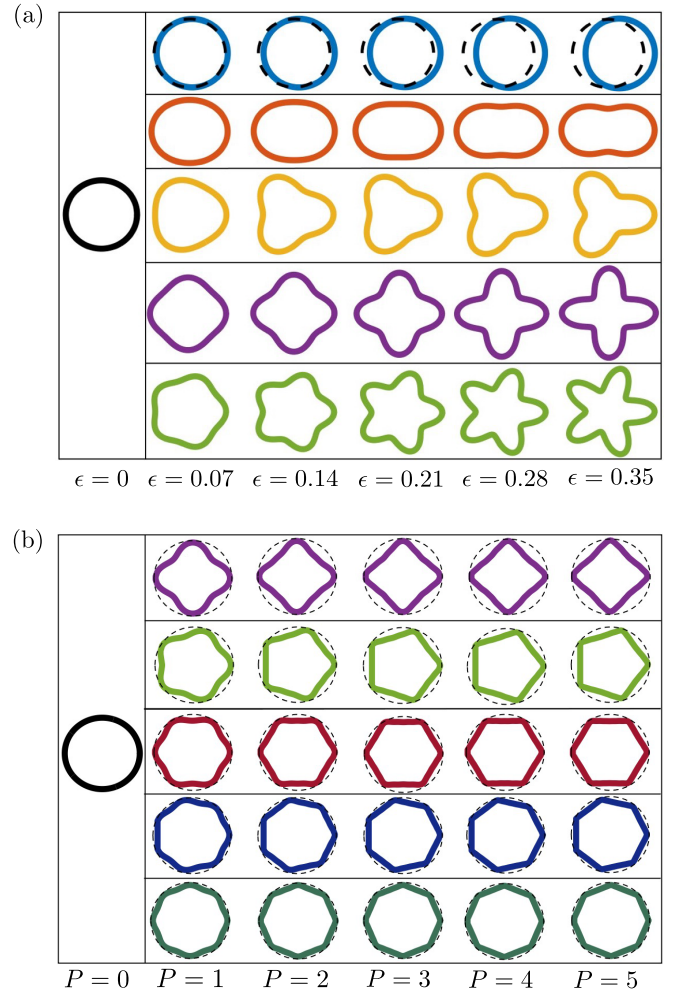 (a)
ϵ = 0 ϵ = 0.07 ϵ = 0.14 ϵ = 0.21 ϵ = 0.28 ϵ = 0.35
(b)
P = 0 P = 1 P = 2 P = 3 P = 4 P = 5